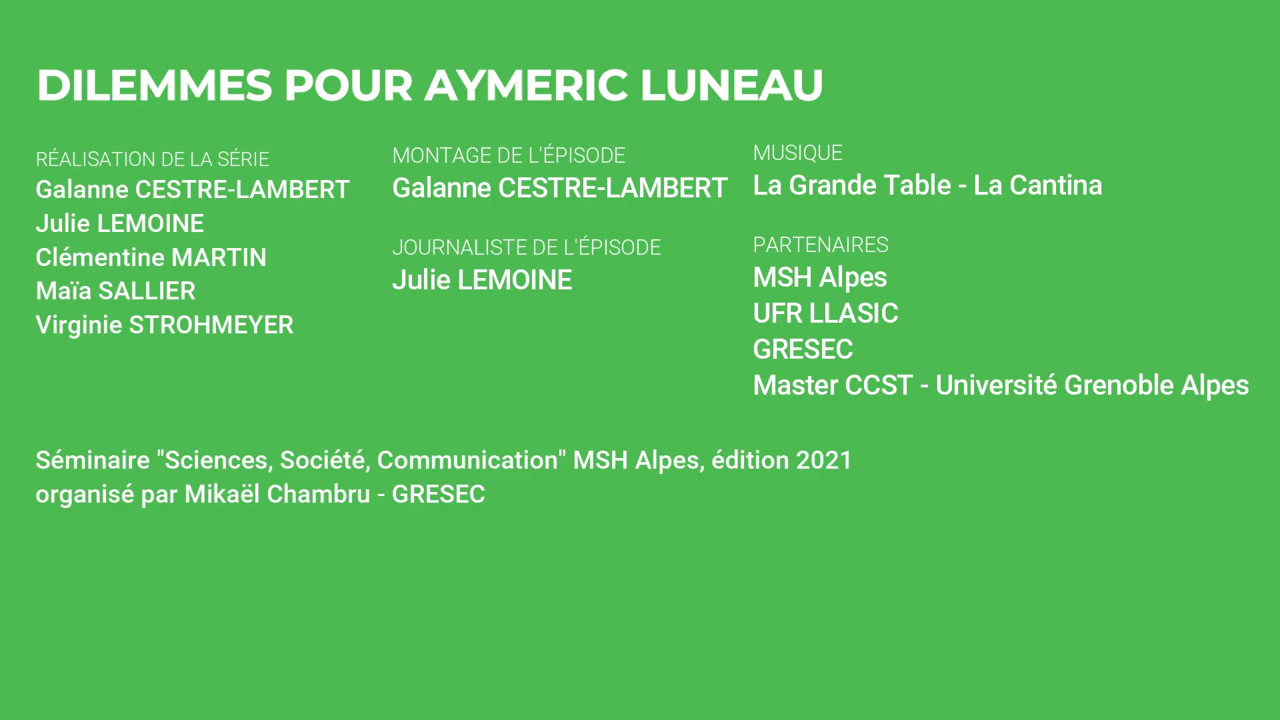 DILEMMES POUR AYMERIC LUNEAU
RÉALISATION DE LA SÉRIE
Galanne CESTRE-LAMBERT
Julie LEMOINE
Clémentine MARTIN
Maïa SALLIER
Virginie STROHMEYER
MONTAGE DE L'ÉPISODE
Galanne CESTRE-LAMBERT
JOURNALISTE DE L'ÉPISODE
Julie LEMOINE
MUSIQUE
La Grande Table - La Cantina
PARTENAIRES
MSH Alpes
UFR LLASIC
GRESEC
Master CCST - Université Grenoble Alpes
Séminaire "Sciences, Société, Communication" MSH Alpes, édition 2021
organisé par Mikaël Chambru - GRESEC